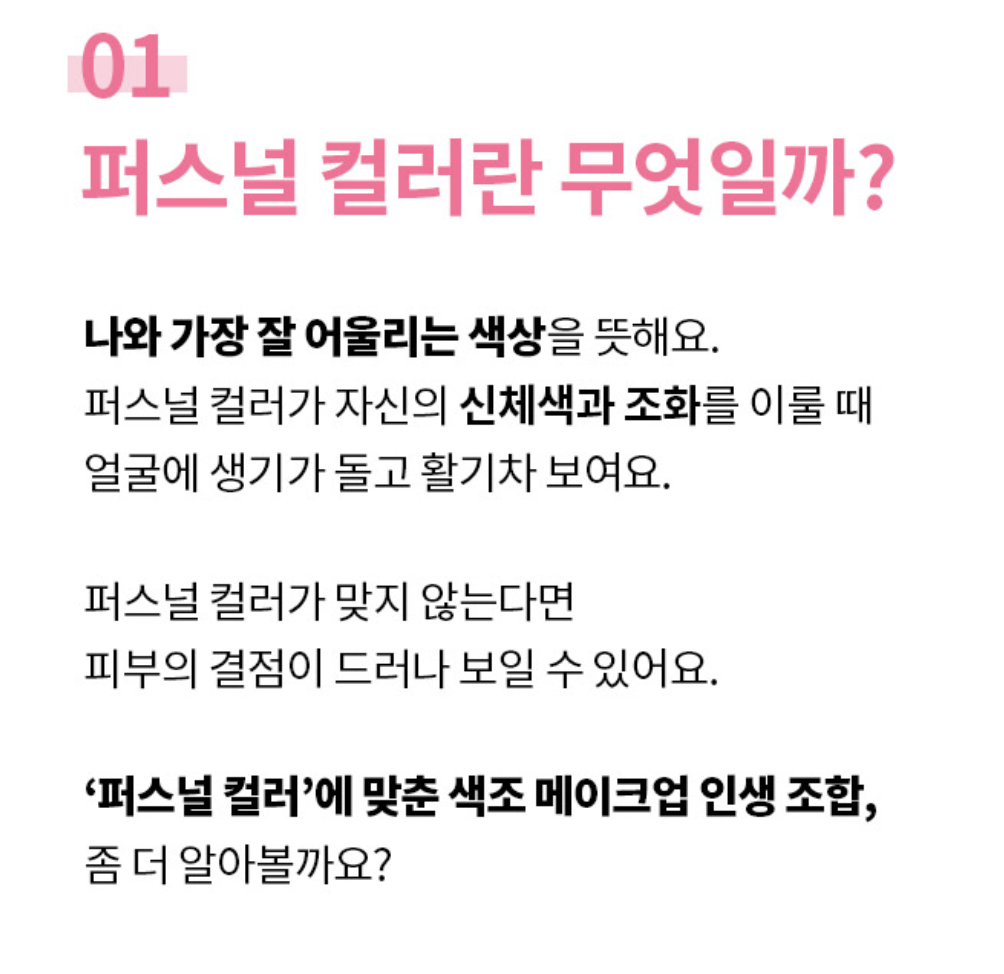 01
퍼스널 컬러란 무엇일까?
나와 가장 잘 어울리는 색상을 뜻해요.
퍼스널 컬러가 자신의 신체색과 조화를 이룰 때
얼굴에 생기가 돌고 활기차 보여요.
퍼스널 컬러가 맞지 않는다면
피부의 결점이 드러나 보일 수 있어요.
‘퍼스널 컬러’에 맞춘 색조 메이크업 인생 조합,
좀 더 알아볼까요?